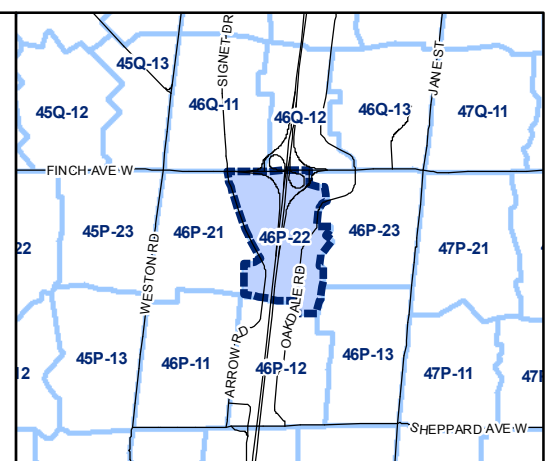 SIGNET DR
JANE ST
45Q-13
46Q-11
46Q-12
46Q-13
47Q-11
45Q-12
FINCH AVE W
22
45P-23
46P-21
46P-22
46P-23
47P-21
WESTON RD
OAKDALE RD
ARROW RD
12
45P-13
46P-11
46P-12
46P-13
47P-11
47P
SHEPPARD AVE W